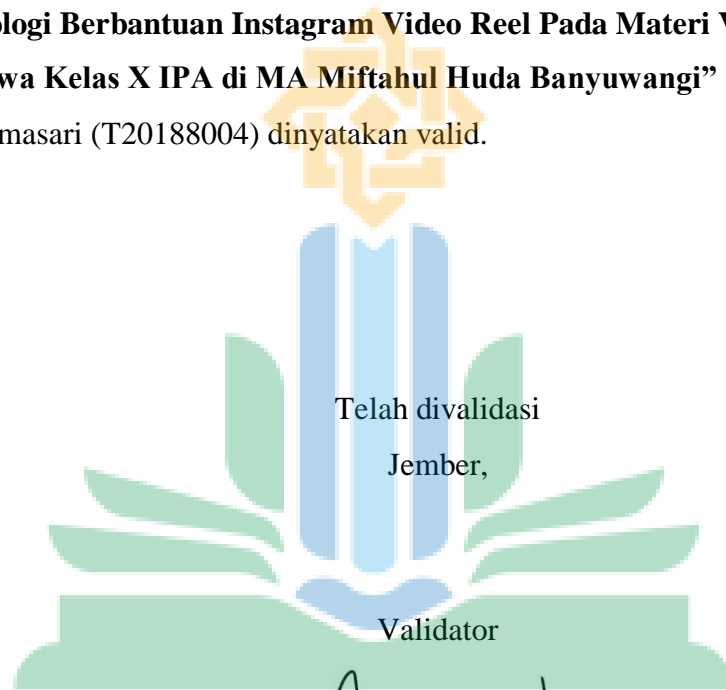 ologi Berbantuan Instagram Video Reel Pada Materi V
wa Kelas X IPA di MA Miftahul Huda Banyuwangi”
masari (T20188004) dinyatakan valid.
Telah divalidasi
Jember,
Validator